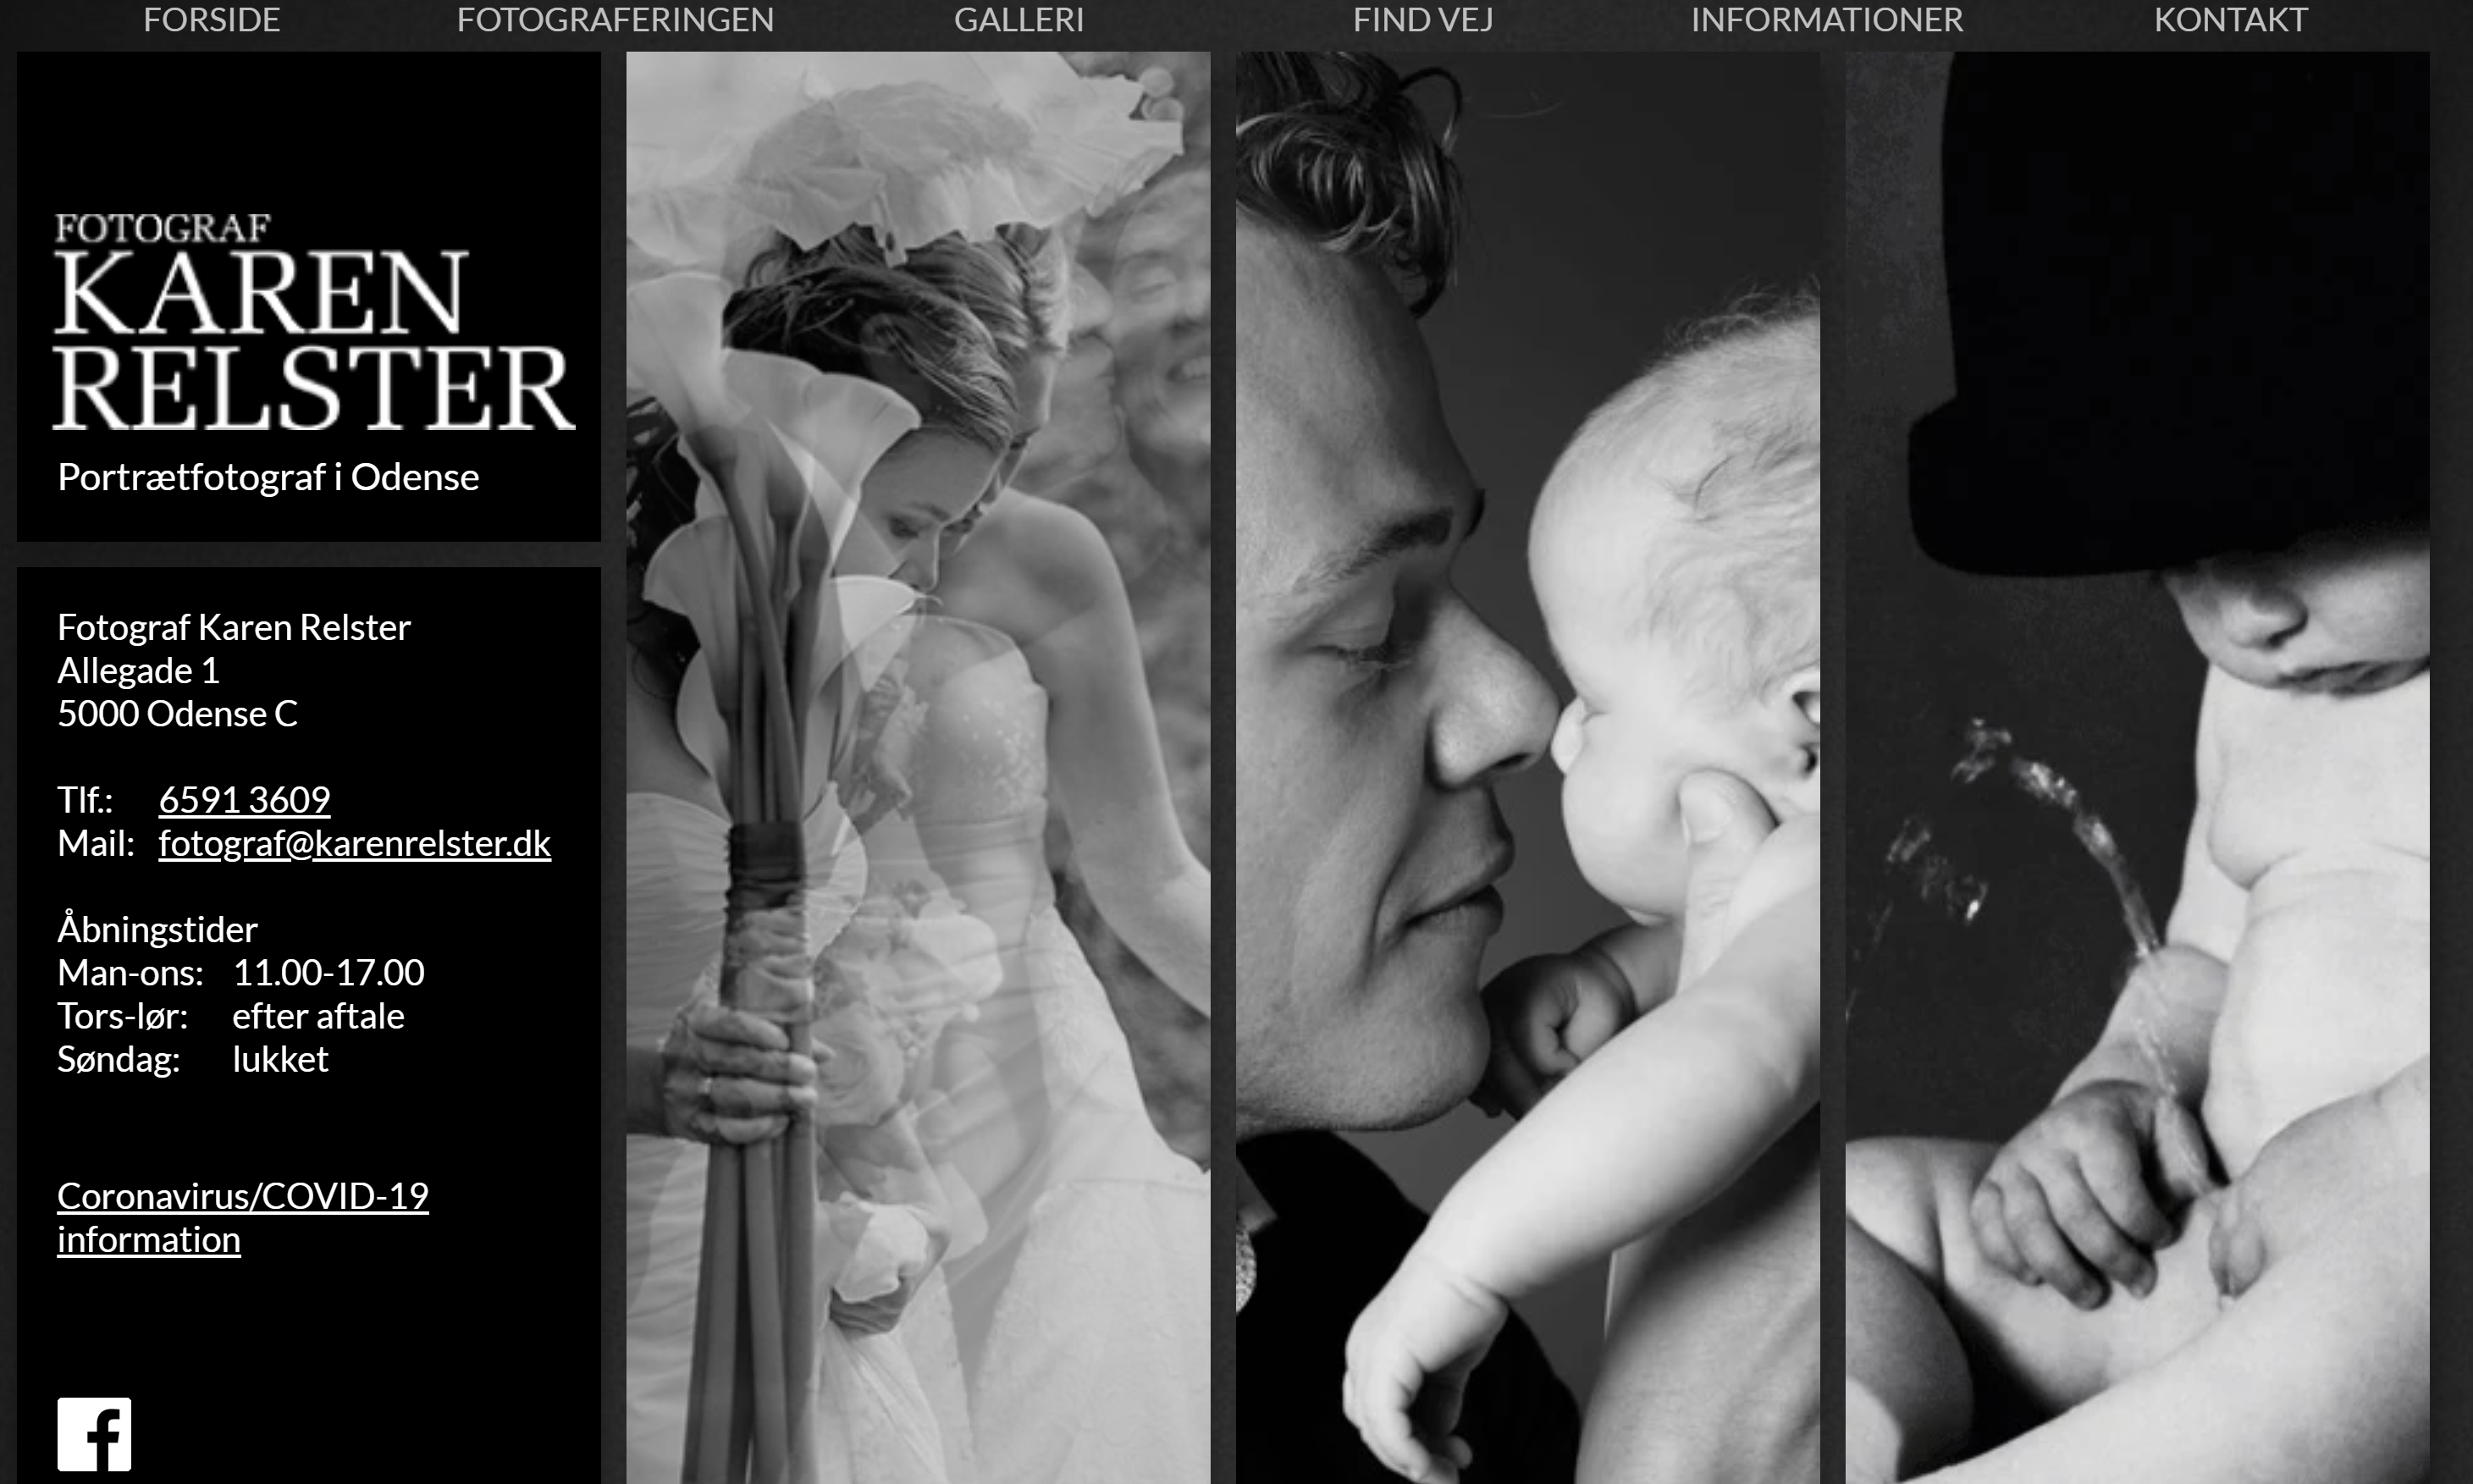 FORSIDE FOTOGRAFERINGEN GALLERI FIND VEJ INFORMATIONER KONTAKT
FOTOGRAF
KAREN
RELSTER
Portrætfotograf i Odense
Fotograf Karen Relster
Allegade 1
5000 Odense C
Tlf.: 6591 3609
Mail: fotograf@karenrelster.dk
Åbningstider
Man-ons: 11.00-17.00
Tors-lør: efter aftale
Søndag: lukket
Coronavirus/COVID-19
information